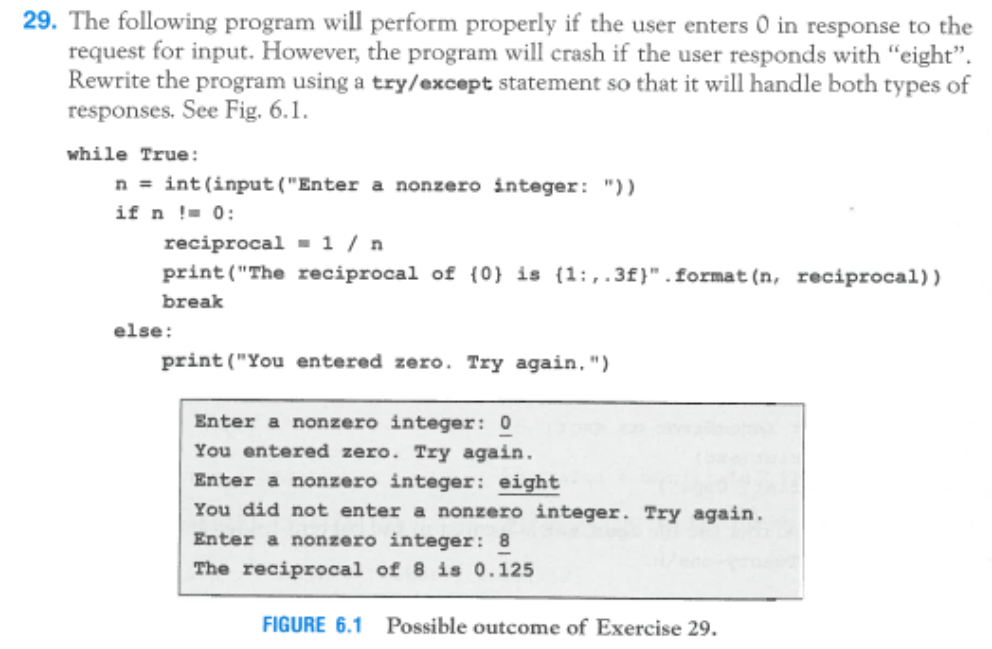 29. The following program will perform properly if the user enters 0 in response to the
request for input. However, the program will crash if the user responds with “eight”.
Rewrite the program using a try/except statement so that it will handle both types of
responses. See Fig. 6.1.
while True:
    n = int(input("Enter a nonzero integer: "))
    if n != 0:
        reciprocal = 1 / n
        print("The reciprocal of {0} is {1:,.3f}".format(n, reciprocal))
        break
    else:
        print("You entered zero. Try again.")
Enter a nonzero integer: 0
You entered zero. Try again.
Enter a nonzero integer: eight
You did not enter a nonzero integer. Try again.
Enter a nonzero integer: 8
The reciprocal of 8 is 0.125
FIGURE 6.1 Possible outcome of Exercise 29.